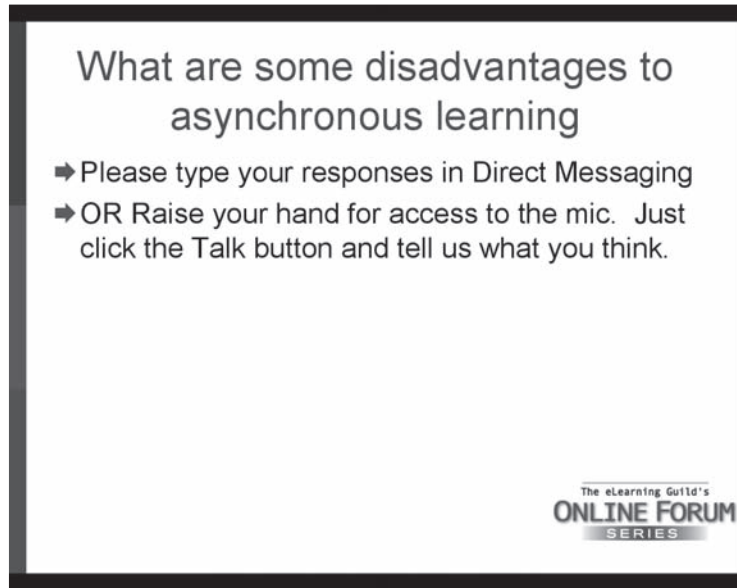 What are some disadvantages to
asynchronous learning
Please type your responses in Direct Messaging
OR Raise your hand for access to the mic. Just
click the Talk button and tell us what you think.
The eLearning Guild's
ONLINE FORUM
SERIES